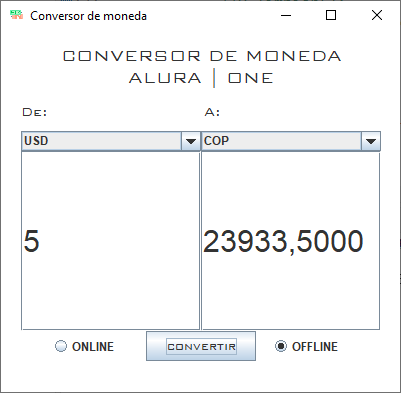 Conversor de moneda
CONVERSOR DE MONEDA
ALURA | ONE
De: A:
USD COP
5 23933,5000
ONLINE CONVERTIR OFFLINE